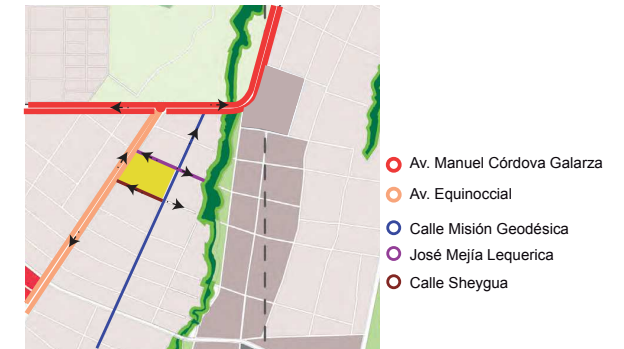 Av. Manuel Córdova Galarza
Av. Equinoccial
Calle Misión Geodésica
José Mejía Lequerica
Calle Sheygua